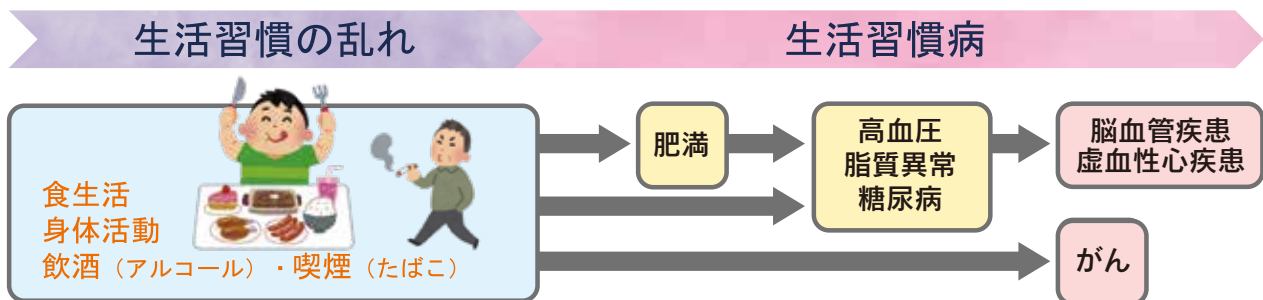 生活習慣の乱れ
生活習慣病
食生活
身体活動
飲酒（アルコール）・喫煙（たばこ）
肥満
高血圧
脂質異常
糖尿病
脳血管疾患
虚血性心疾患
がん